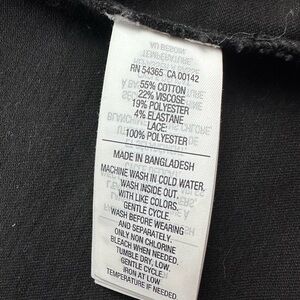 RN 54365 CA 00142
55% COTTON
22% VISCOSE
19% POLYESTER
4% ELASTANE
LACE:
100% POLYESTER
MADE IN BANGLADESH
MACHINE WASH IN COLD WATER,
WASH INSIDE OUT,
WITH LIKE COLORS,
GENTLE CYCLE.
WASH BEFORE WEARING
AND SEPARATELY.
ONLY NON CHLORINE
BLEACH WHEN NEEDED.
TUMBLE DRY, LOW.
GENTLE CYCLE.
IRON AT LOW
TEMPERATURE IF NEEDED